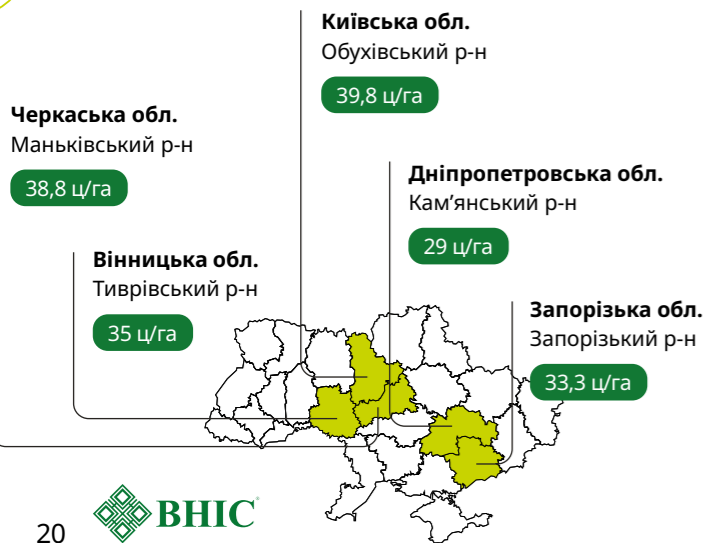 Київська обл.
Обухівський р-н
39,8 ц/га
Черкаська обл.
Маньківський р-н
38,8 ц/га
Дніпропетровська обл.
Кам’янський р-н
29 ц/га
Вінницька обл.
Тиврівський р-н
35 ц/га
Запорізька обл.
Запорізький р-н
33,3 ц/га
20
ВНІС